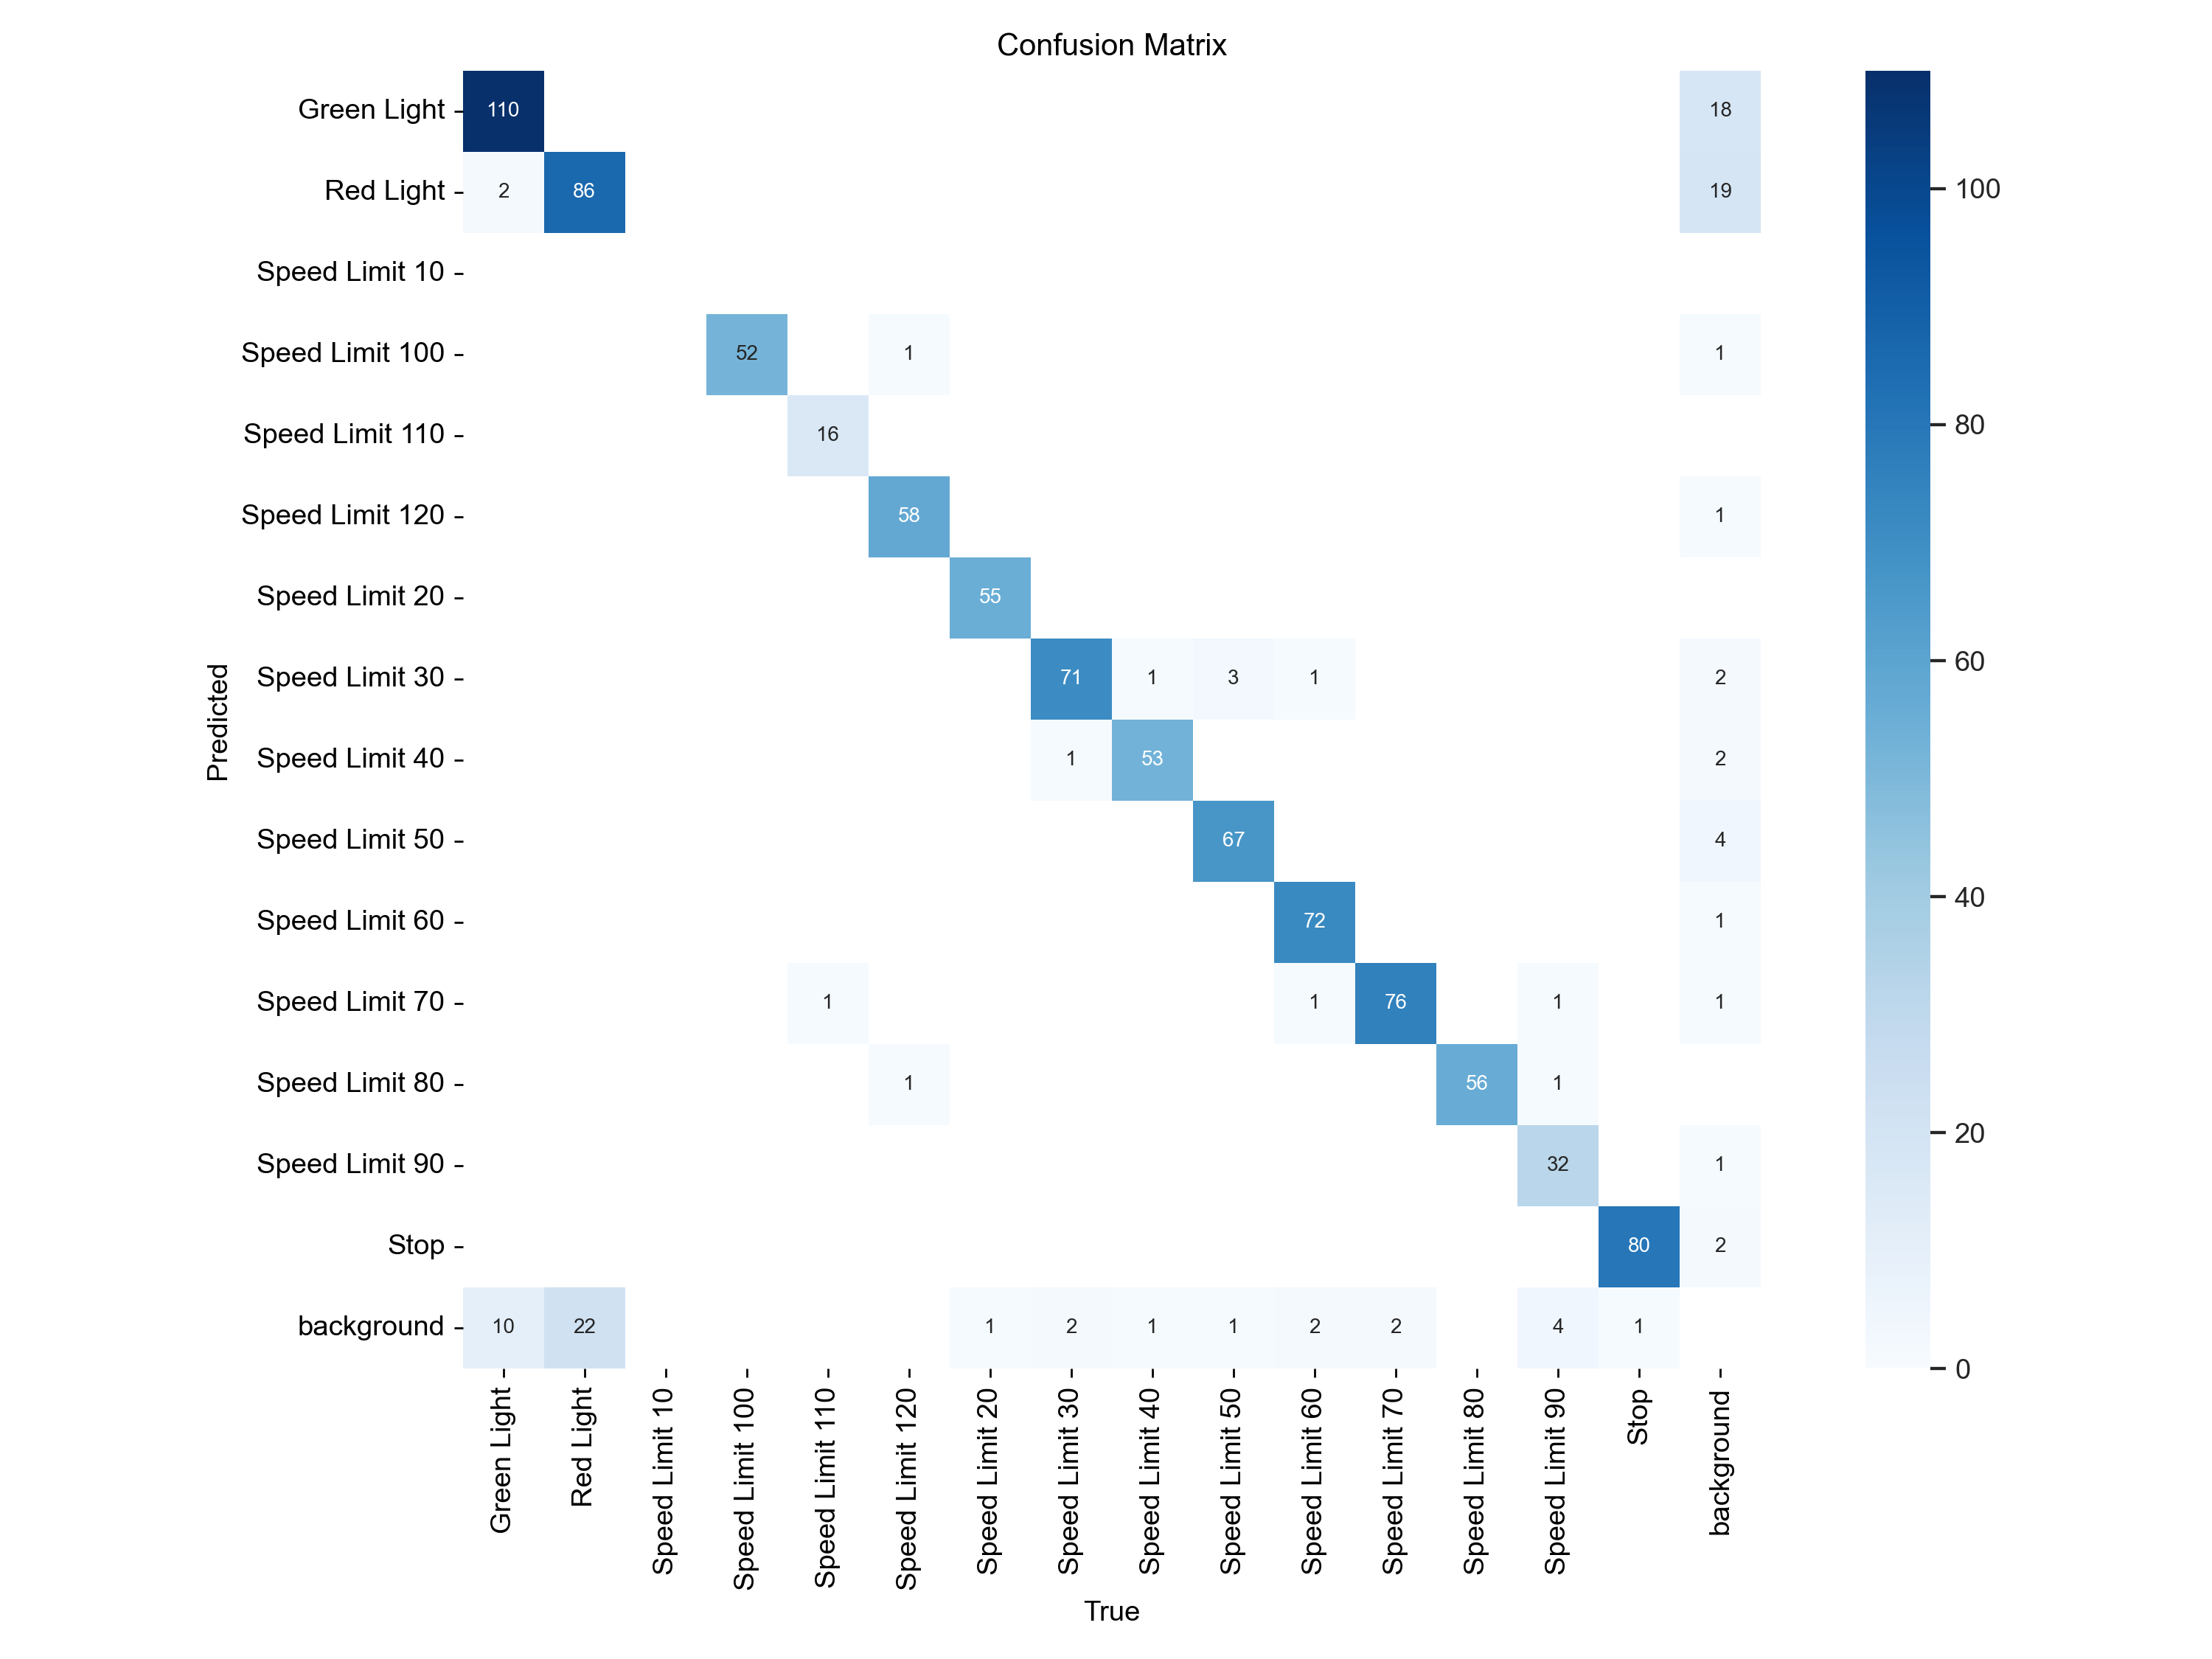 Confusion Matrix
Green Light 110 18
Red Light 2 86 19
Speed Limit 10
Speed Limit 100 52 1 1
Speed Limit 110 16
Speed Limit 120 58 1
Speed Limit 20 55
Speed Limit 30 71 1 3 1 2
Speed Limit 40 1 53 2
Speed Limit 50 67 4
Speed Limit 60 72 1
Speed Limit 70 1 1 76 1 1
Speed Limit 80 1 56 1
Speed Limit 90 32 1
Stop 80 2
background 10 22 1 2 1 1 2 2 4 1
Predicted
Green Light
Red Light
Speed Limit 10
Speed Limit 100
Speed Limit 110
Speed Limit 120
Speed Limit 20
Speed Limit 30
Speed Limit 40
Speed Limit 50
Speed Limit 60
Speed Limit 70
Speed Limit 80
Speed Limit 90
Stop
background
True
100
80
60
40
20
0